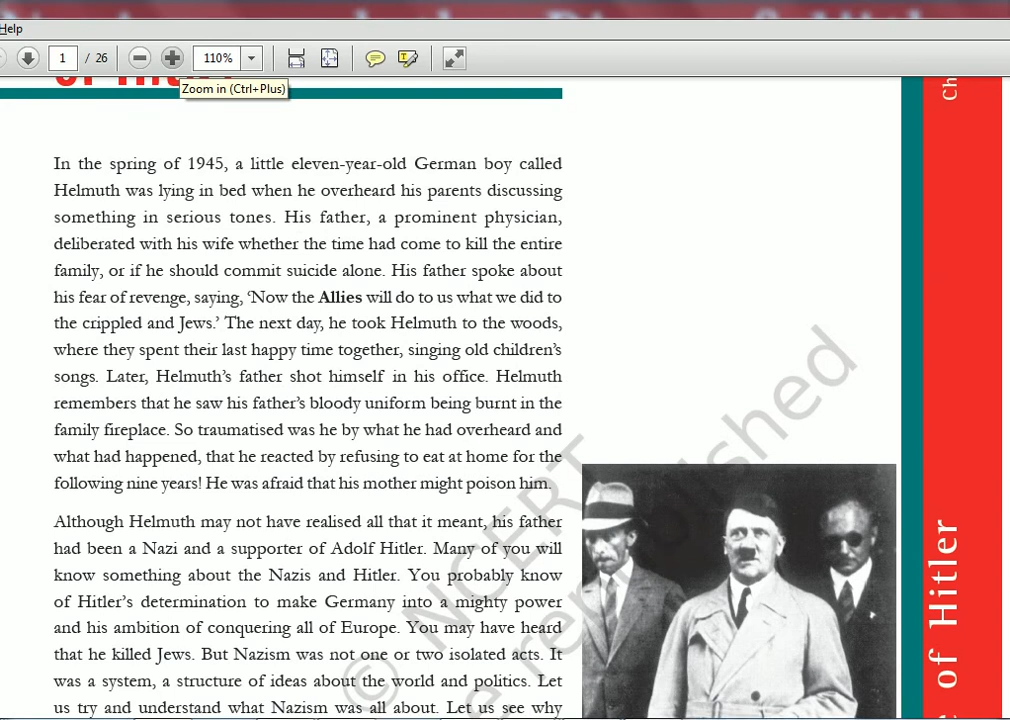 Help
1 / 26
110%
Zoom in (Ctrl+Plus)
of Hitler
In the spring of 1945, a little eleven-year-old German boy called
Helmuth was lying in bed when he overheard his parents discussing
something in serious tones. His father, a prominent physician,
deliberated with his wife whether the time had come to kill the entire
family, or if he should commit suicide alone. His father spoke about
his fear of revenge, saying, ‘Now the Allies will do to us what we did to
the crippled and Jews.’ The next day, he took Helmuth to the woods,
where they spent their last happy time together, singing old children’s
songs. Later, Helmuth’s father shot himself in his office. Helmuth
remembers that he saw his father’s bloody uniform being burnt in the
family fireplace. So traumatised was he by what he had overheard and
what had happened, that he reacted by refusing to eat at home for the
following nine years! He was afraid that his mother might poison him.
Although Helmuth may not have realised all that it meant, his father
had been a Nazi and a supporter of Adolf Hitler. Many of you will
know something about the Nazis and Hitler. You probably know
of Hitler’s determination to make Germany into a mighty power
and his ambition of conquering all of Europe. You may have heard
that he killed Jews. But Nazism was not one or two isolated acts. It
was a system, a structure of ideas about the world and politics. Let
us try and understand what Nazism was all about. Let us see why
© NCERT
republished
Ch
of Hitler